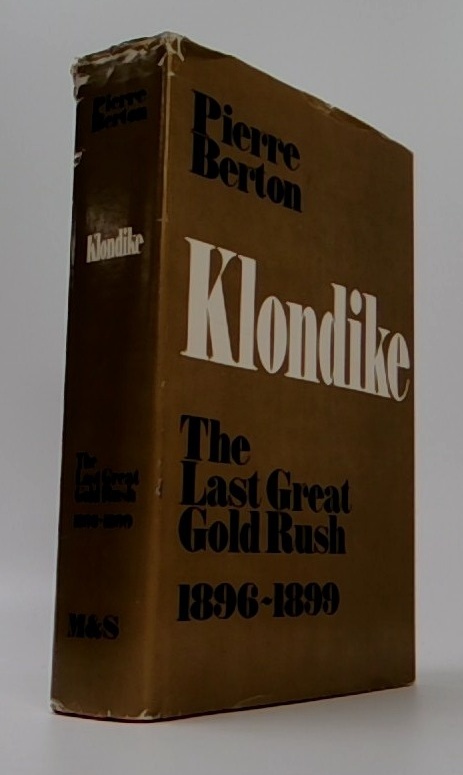 Pierre
Berton
Klondike
The
Last Great
Gold Rush
1896-1899
M&S
Pierre
Berton
Klondike
The
Last Great
Gold Rush
1896-1899